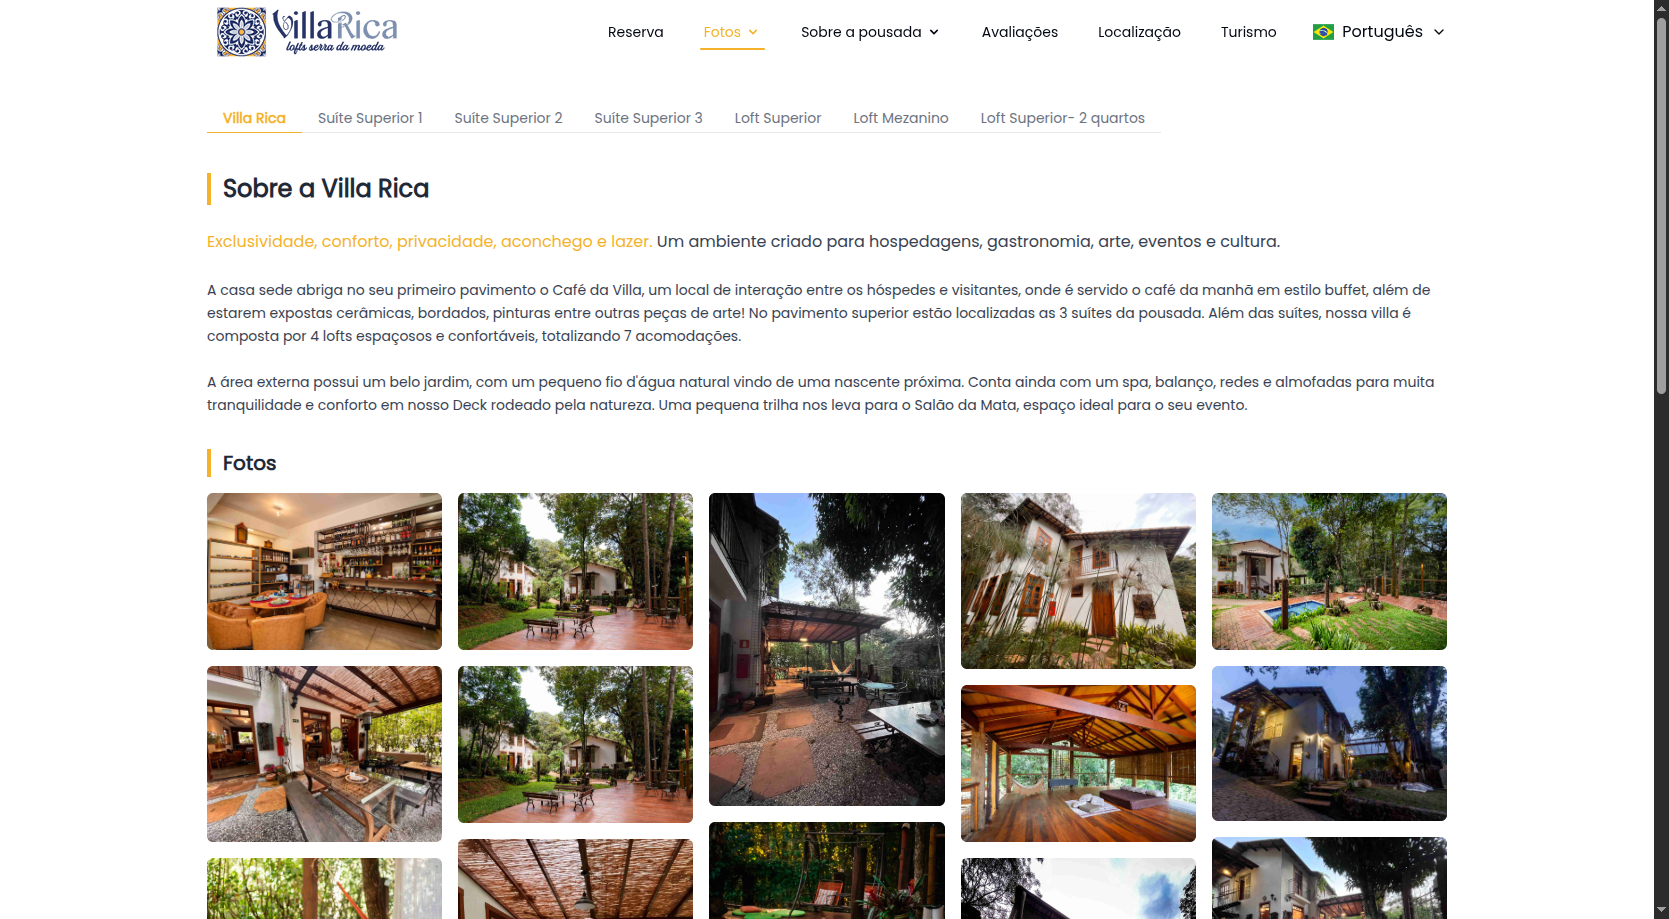 VillaRica
lofts serra da moeda
Reserva
Fotos
Sobre a pousada
Avaliações
Localização
Turismo
Português
Villa Rica
Suíte Superior 1
Suíte Superior 2
Suíte Superior 3
Loft Superior
Loft Mezanino
Loft Superior- 2 quartos
Sobre a Villa Rica
Exclusividade, conforto, privacidade, aconchego e lazer. Um ambiente criado para hospedagens, gastronomia, arte, eventos e cultura.
A casa sede abriga no seu primeiro pavimento o Café da Villa, um local de interação entre os hóspedes e visitantes, onde é servido o café da manhã em estilo buffet, além de
estarem expostas cerâmicas, bordados, pinturas entre outras peças de arte! No pavimento superior estão localizadas as 3 suítes da pousada. Além das suítes, nossa villa é
composta por 4 lofts espaçosos e confortáveis, totalizando 7 acomodações.
A área externa possui um belo jardim, com um pequeno fio d'água natural vindo de uma nascente próxima. Conta ainda com um spa, balanço, redes e almofadas para muita
tranquilidade e conforto em nosso Deck rodeado pela natureza. Uma pequena trilha nos leva para o Salão da Mata, espaço ideal para o seu evento.
Fotos